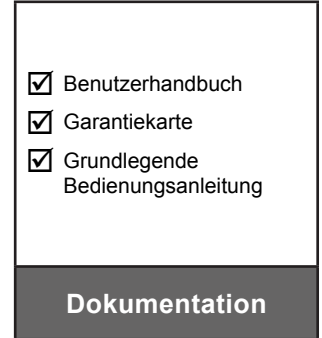 Benutzerhandbuch
Garantiekarte
Grundlegende
Bedienungsanleitung
Dokumentation